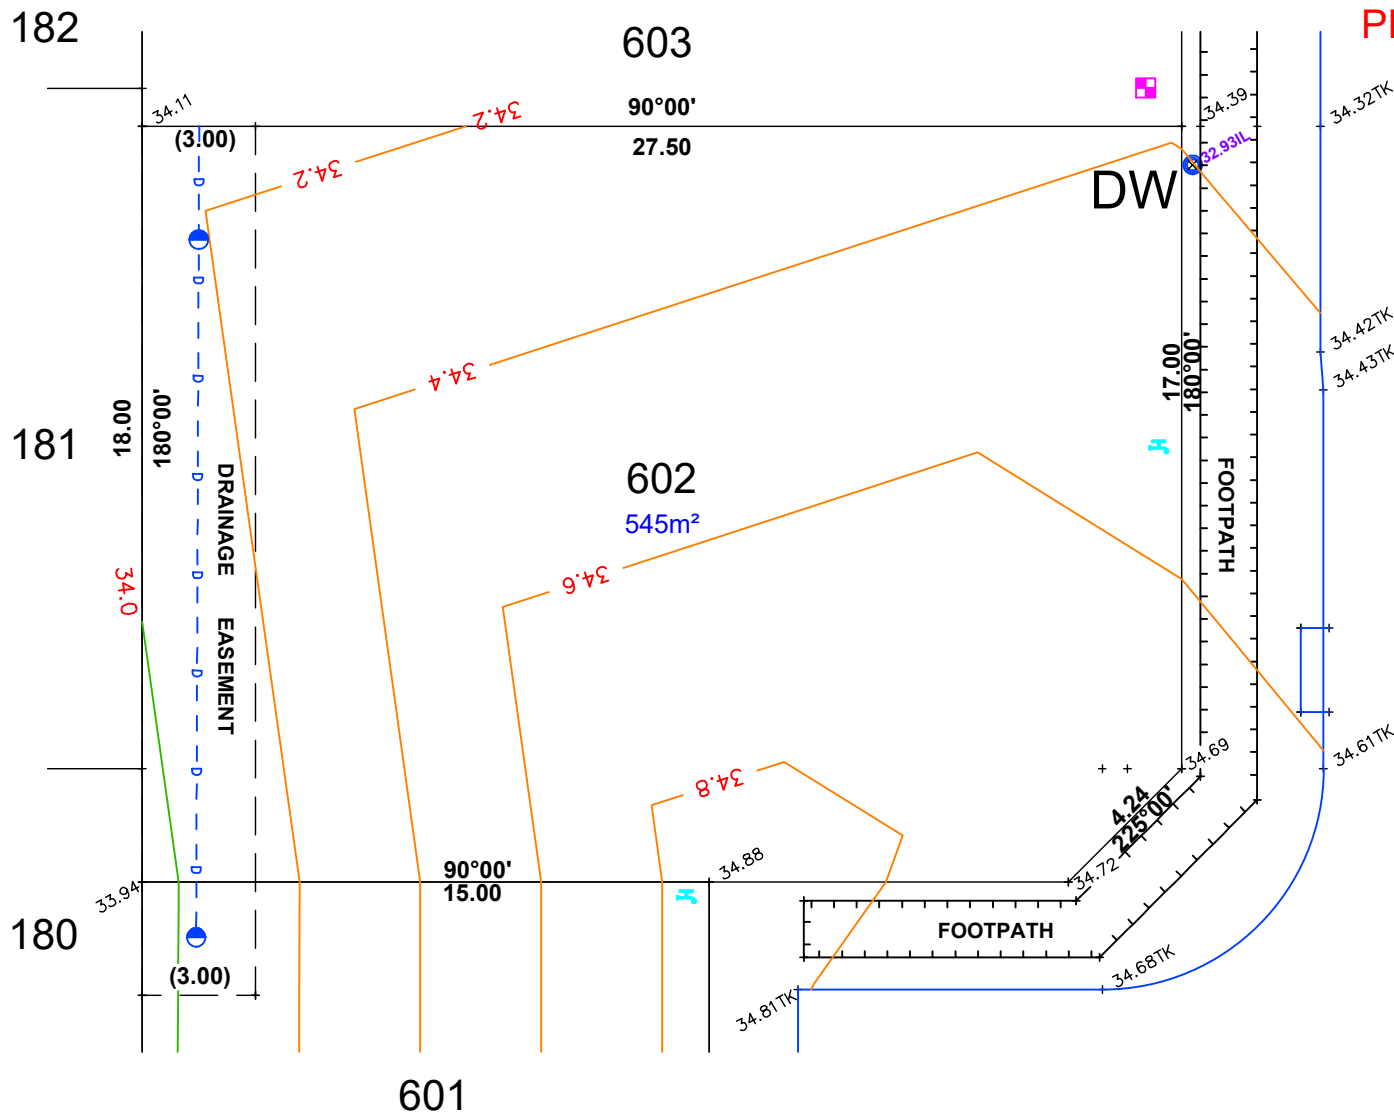 182
603
PI
34.11
34.2
90°00'
34.39
34.32TK
(3.00)
27.50
32.93IL
34.2
D
DW
D
34.42TK
34.43TK
34.4
D
17.00
180°00'
18.00
180°00'
181
D
602
545m²
DRAINAGE EASEMENT
FOOTPATH
34.0
D
34.6
D
34.69
34.61TK
D
34.8
4.24
225°00'
34.88
90°00'
15.00
D
33.94
34.72
FOOTPATH
180
(3.00)
34.68TK
34.81TK
601